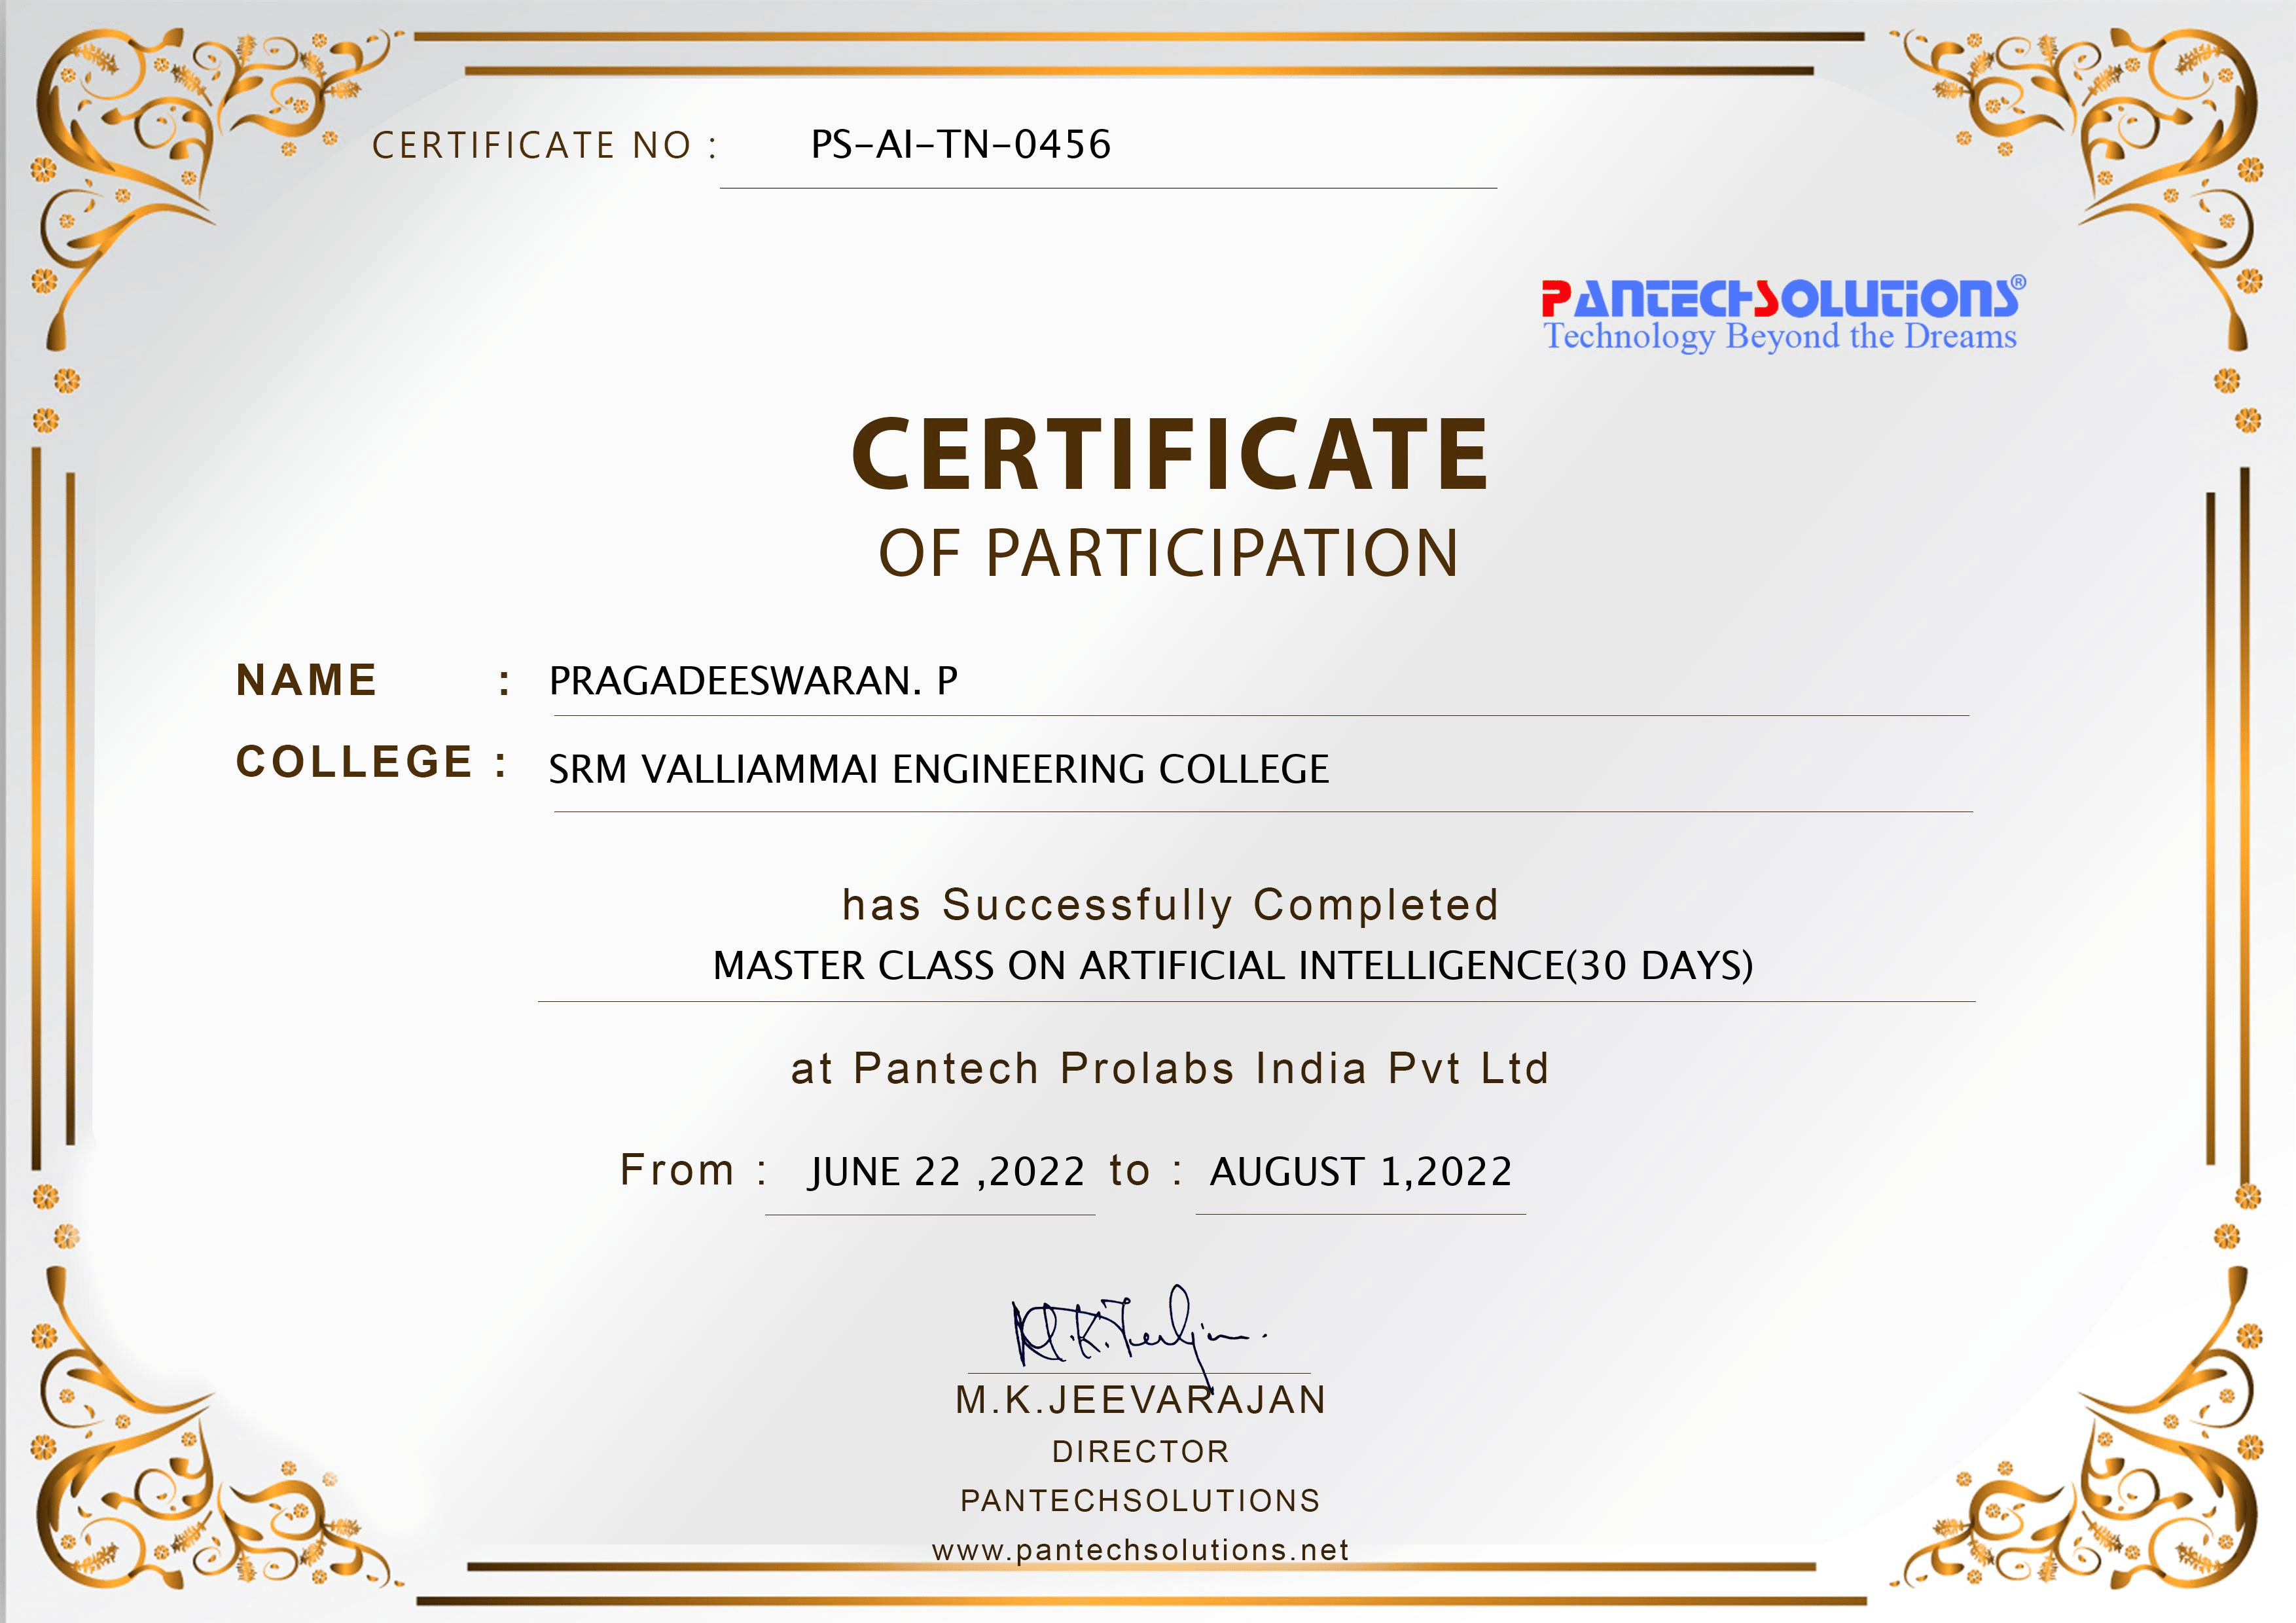 CERTIFICATE NO : PS-AI-TN-0456
PANTECHSOLUTIONS®
Technology Beyond the Dreams
CERTIFICATE
OF PARTICIPATION
NAME : PRAGADEESWARAN. P
COLLEGE : SRM VALLIAMMAI ENGINEERING COLLEGE
has Successfully Completed
MASTER CLASS ON ARTIFICIAL INTELLIGENCE(30 DAYS)
at Pantech Prolabs India Pvt Ltd
From : JUNE 22 ,2022 to : AUGUST 1,2022
M.K.JEEVARAJAN
DIRECTOR
PANTECHSOLUTIONS
www.pantechsolutions.net